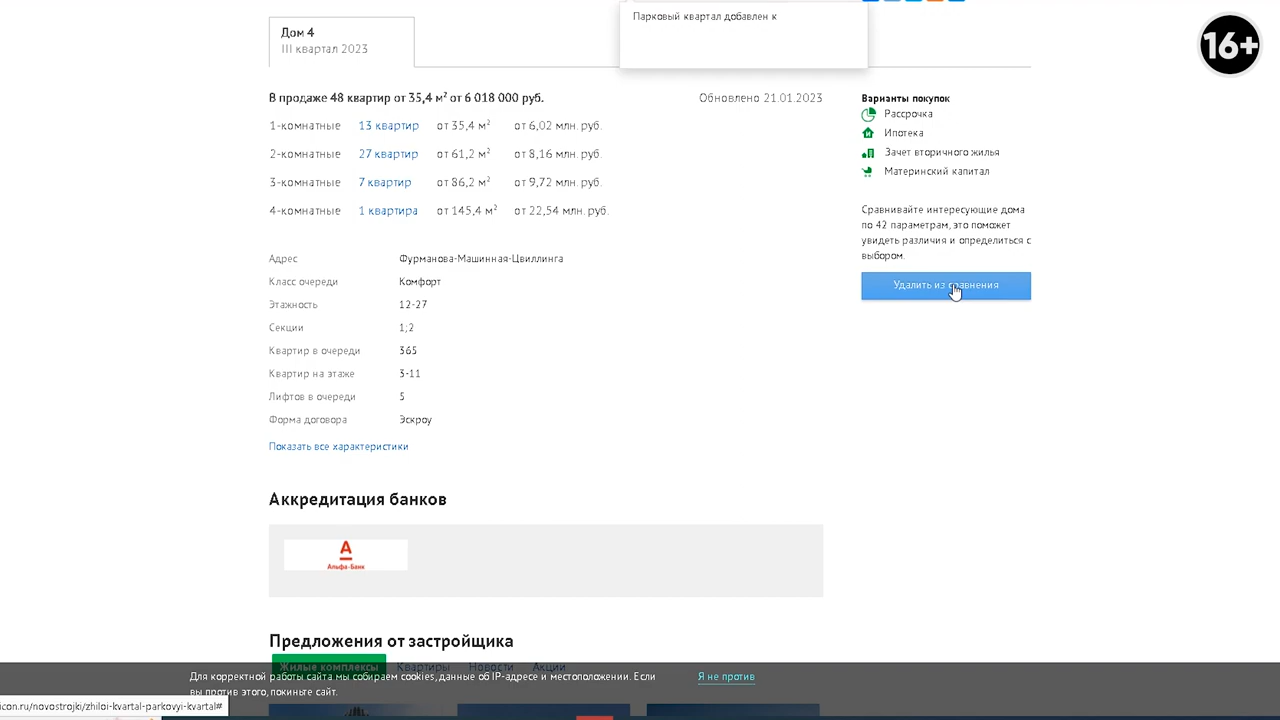 Парковый квартал добавлен к
16+
Дом 4
III квартал 2023
В продаже 48 квартир от 35,4 м² от 6 018 000 руб.
Обновлено 21.01.2023
1-комнатные 13 квартир от 35,4 м² от 6,02 млн. руб.
2-комнатные 27 квартир от 61,2 м² от 8,16 млн. руб.
3-комнатные 7 квартир от 86,2 м² от 9,72 млн. руб.
4-комнатные 1 квартира от 145,4 м² от 22,54 млн. руб.
Варианты покупок
Рассрочка
Ипотека
Зачет вторичного жилья
Материнский капитал
Сравнивайте интересующие дома
по 42 параметрам, это поможет
увидеть различия и определиться с
выбором.
Удалить из сравнения
Адрес Фурманова-Машинная-Цвиллинга
Класс очереди Комфорт
Этажность 12-27
Секции 1;2
Квартир в очереди 365
Квартир на этаже 3-11
Лифтов в очереди 5
Форма договора Эскроу
Показать все характеристики
Аккредитация банков
А
Альфа-Банк
Предложения от застройщика
Жилые комплексы Квартиры Новости Акции
Для корректной работы сайта мы собираем cookies, данные об IP-адресе и местоположении. Если
вы против этого, покиньте сайт.
Я не против
icon.ru/novostrojki/zhiloi-kvartal-parkovyi-kvartal#